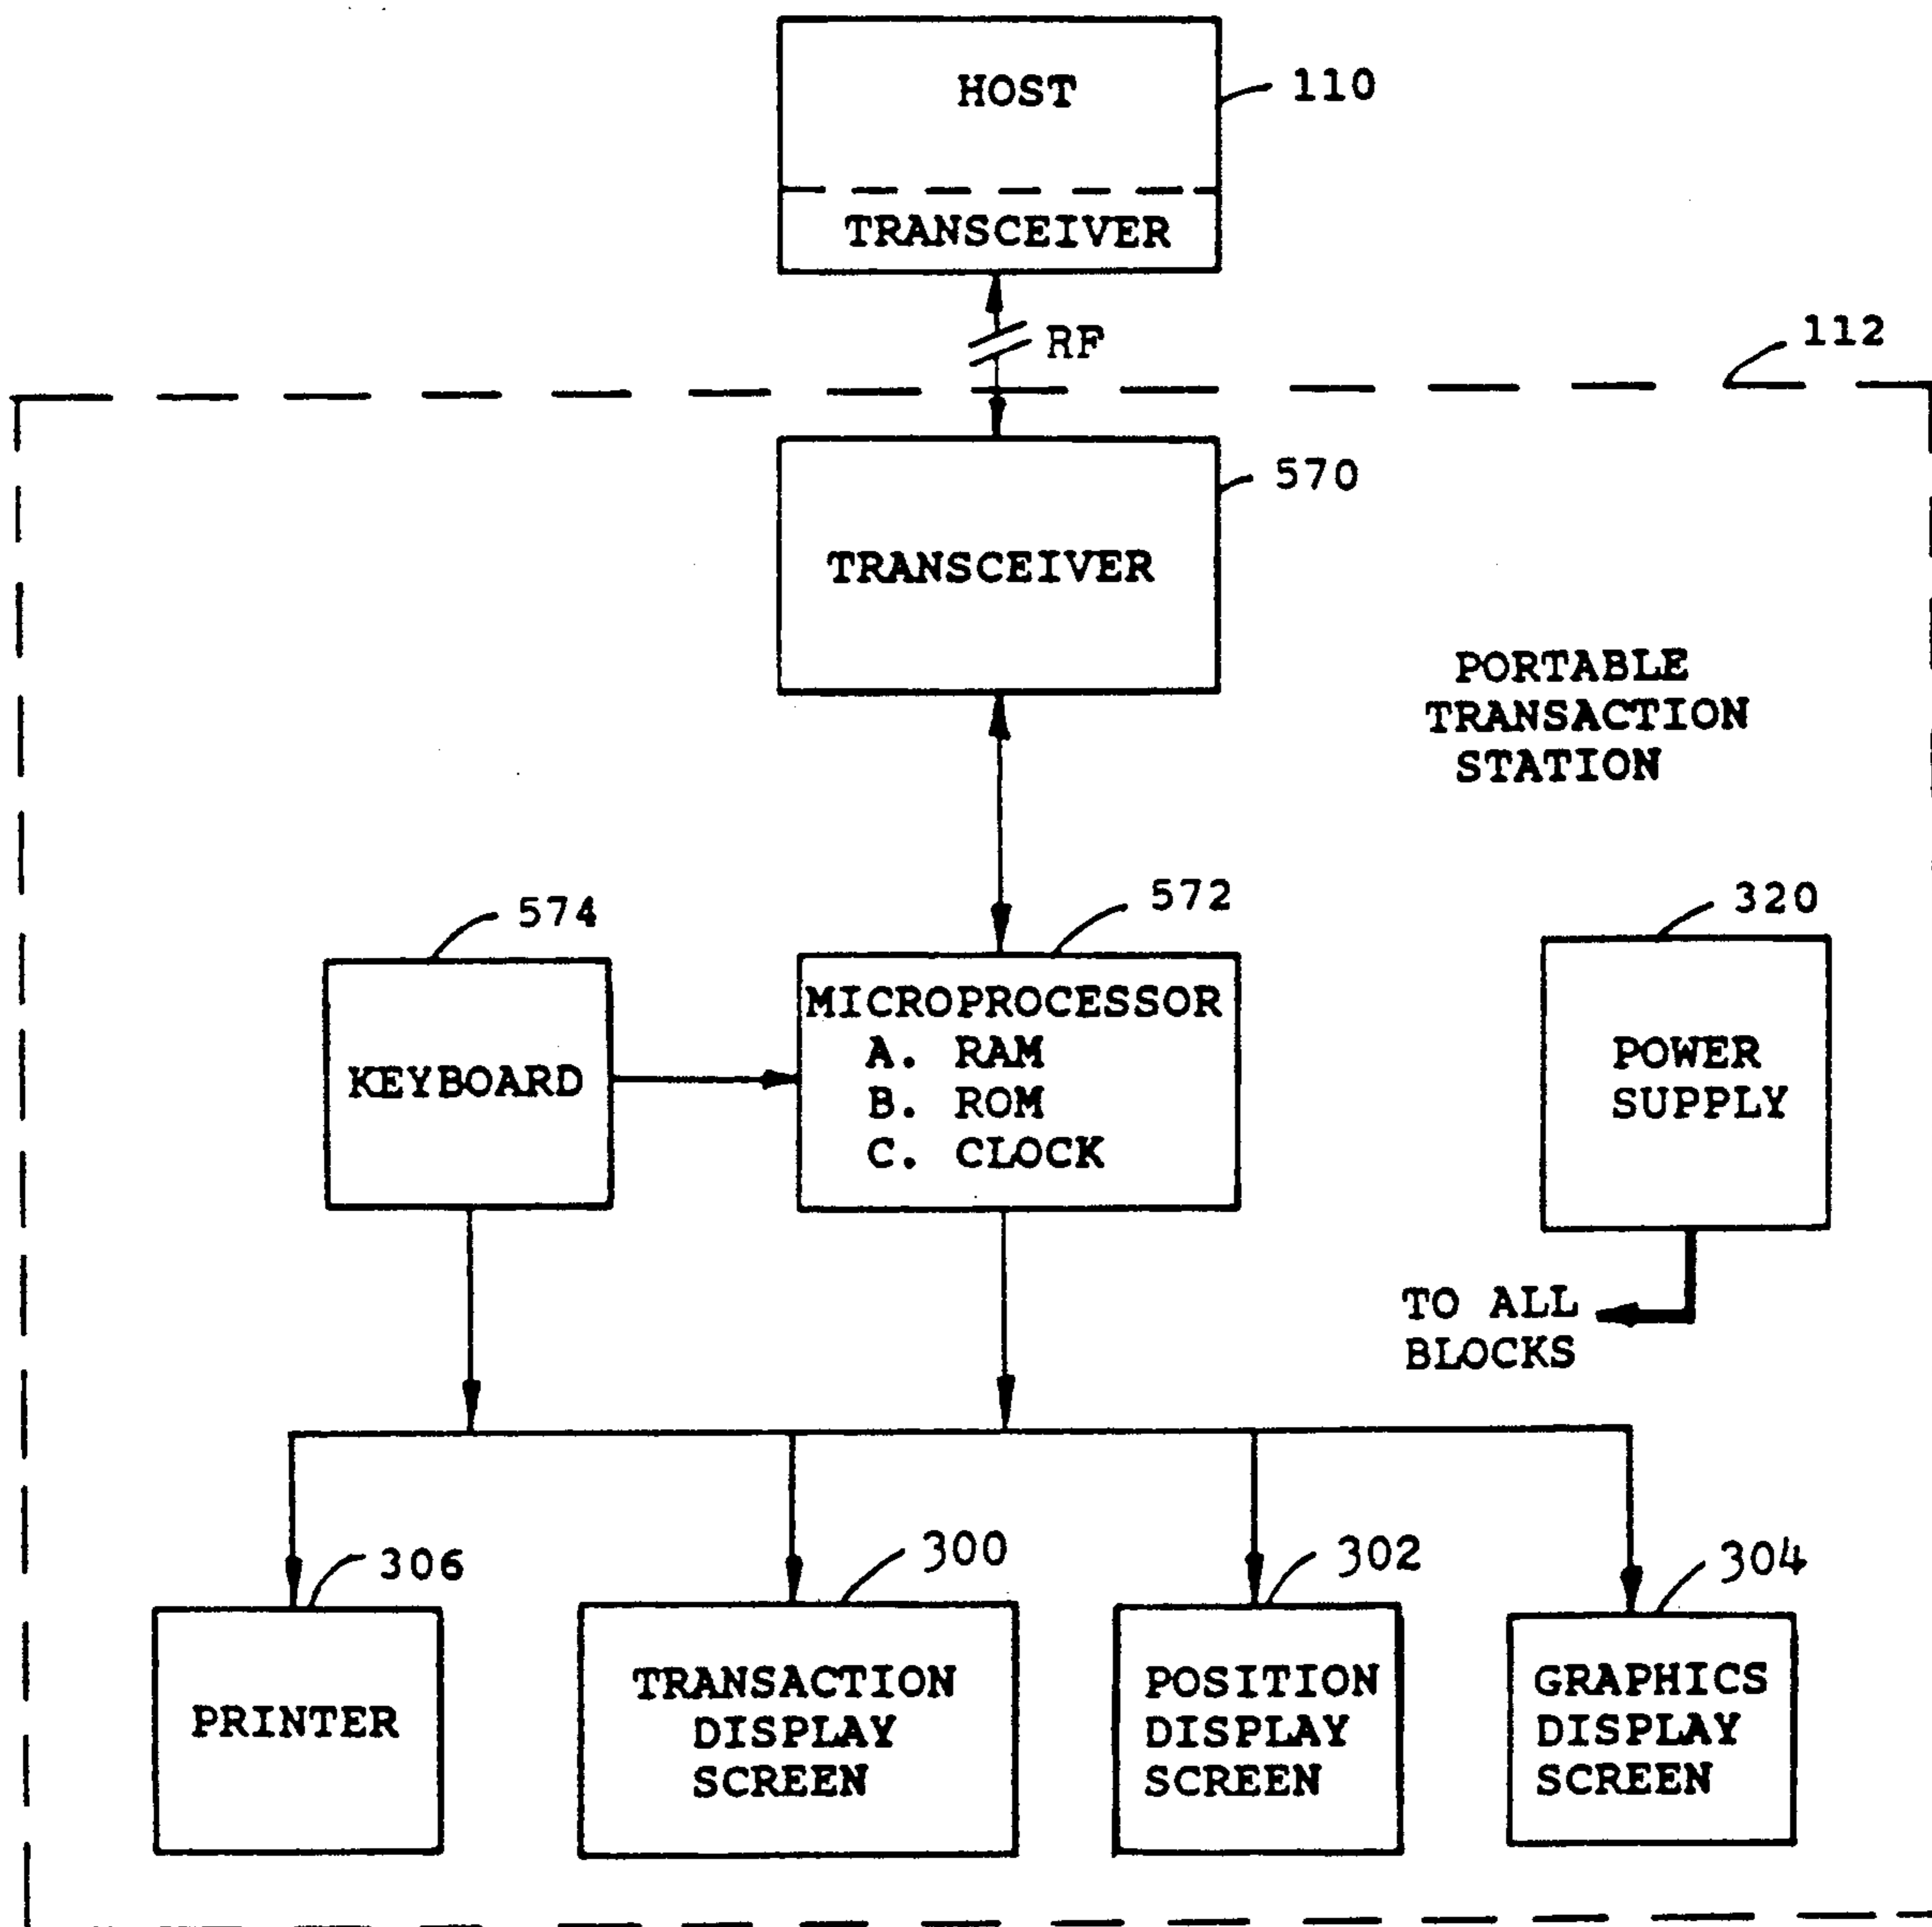 HOST
110
TRANSCEIVER
RF
112
570
TRANSCEIVER
PORTABLE
TRANSACTION
STATION
574
572
320
KEYBOARD
MICROPROCESSOR
A. RAM
B. ROM
C. CLOCK
POWER
SUPPLY
TO ALL
BLOCKS
306
300
302
304
PRINTER
TRANSACTION
DISPLAY
SCREEN
POSITION
DISPLAY
SCREEN
GRAPHICS
DISPLAY
SCREEN